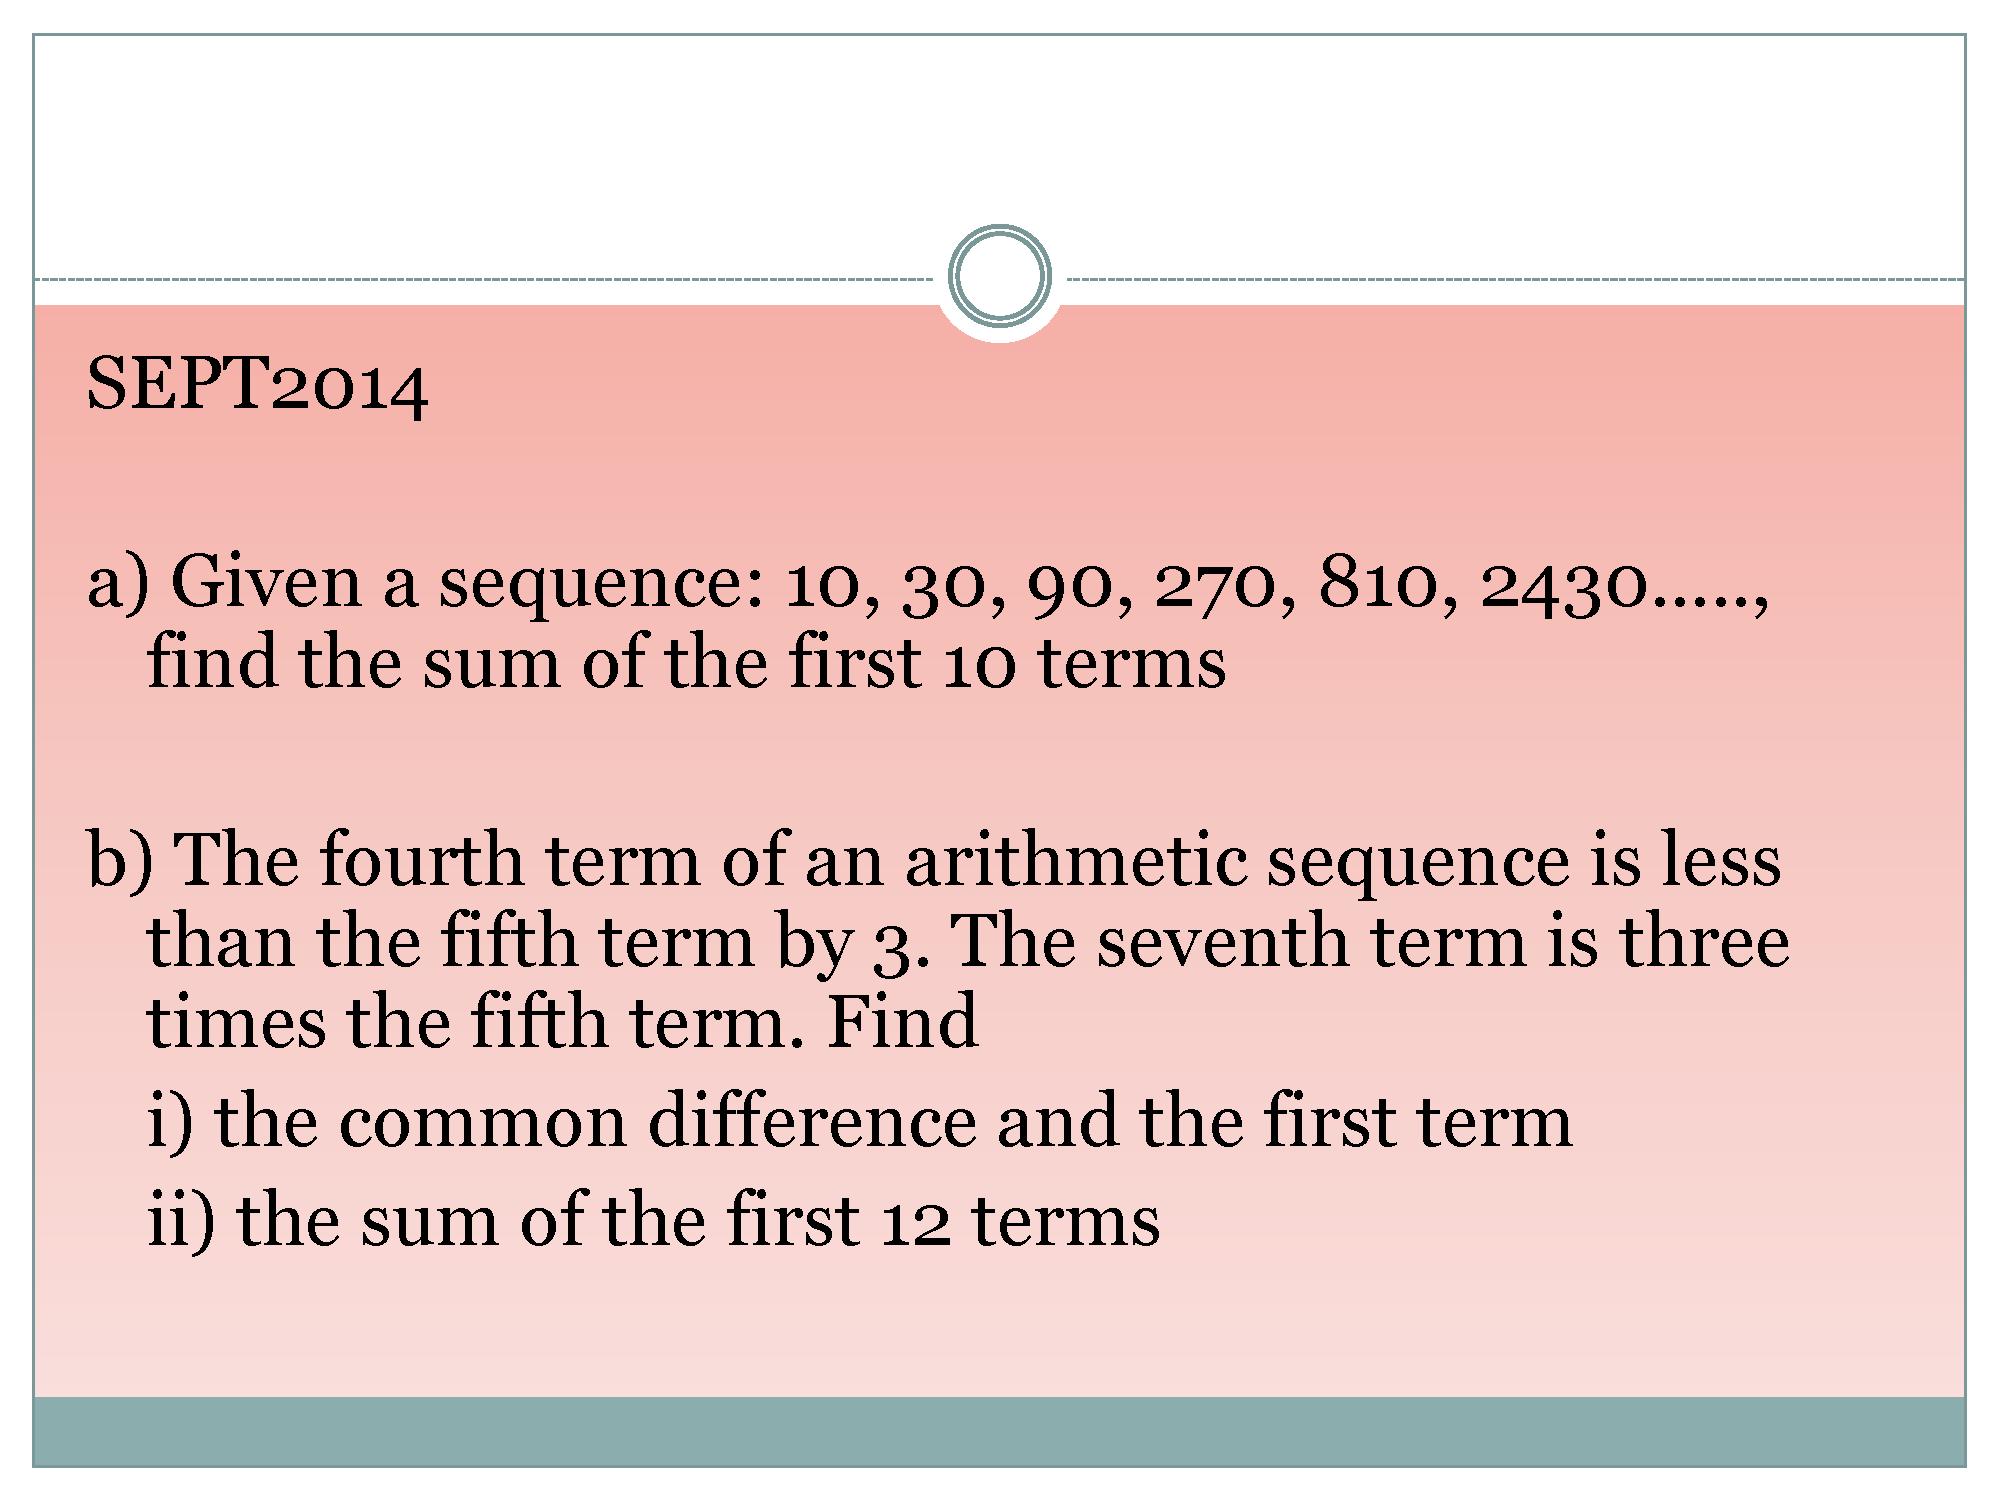 SEPT2014
a) Given a sequence: 10, 30, 90, 270, 810, 2430.....,
find the sum of the first 10 terms
b) The fourth term of an arithmetic sequence is less
than the fifth term by 3. The seventh term is three
times the fifth term. Find
i) the common difference and the first term
ii) the sum of the first 12 terms